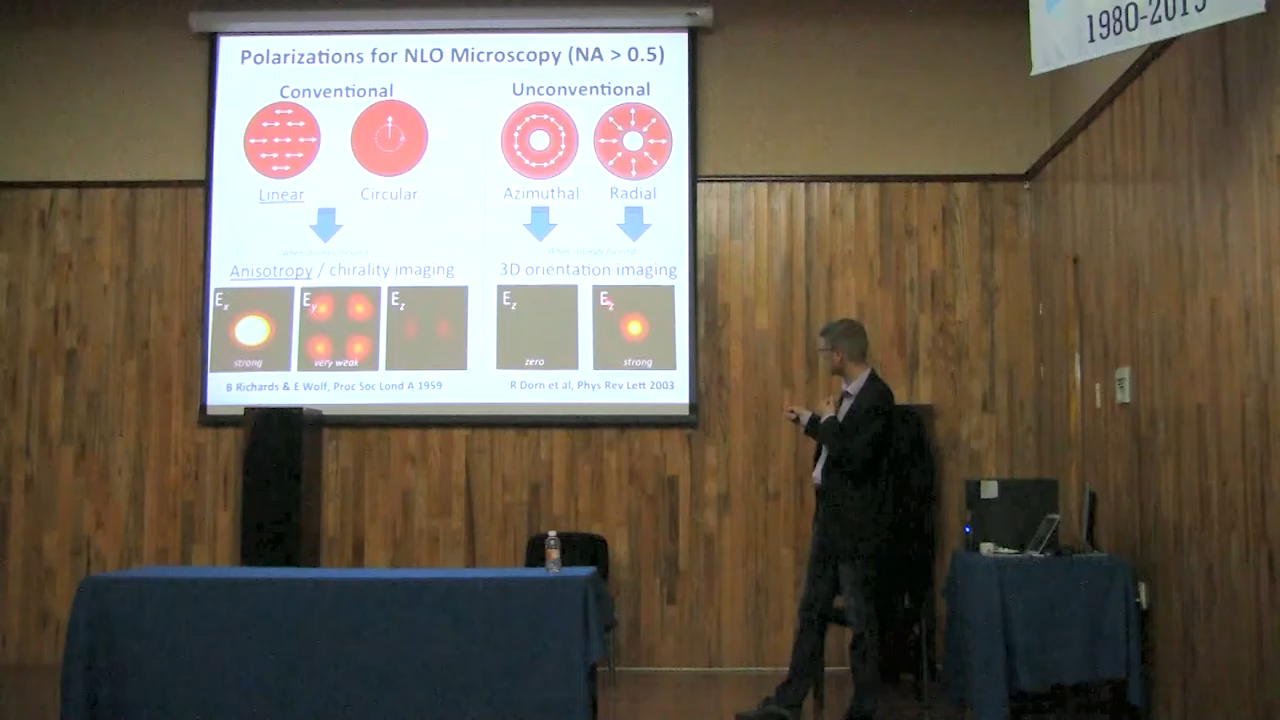 1980-2015
Polarizations for NLO Microscopy (NA > 0.5)
Conventional
Unconventional
Linear
Circular
Azimuthal
Radial
Anisotropy / chirality imaging
3D orientation imaging
Ex
strong
Ey
very weak
Ez
Ez
zero
Ez
strong
B Richards & E Wolf, Proc Soc Lond A 1959
R Dorn et al, Phys Rev Lett 2003